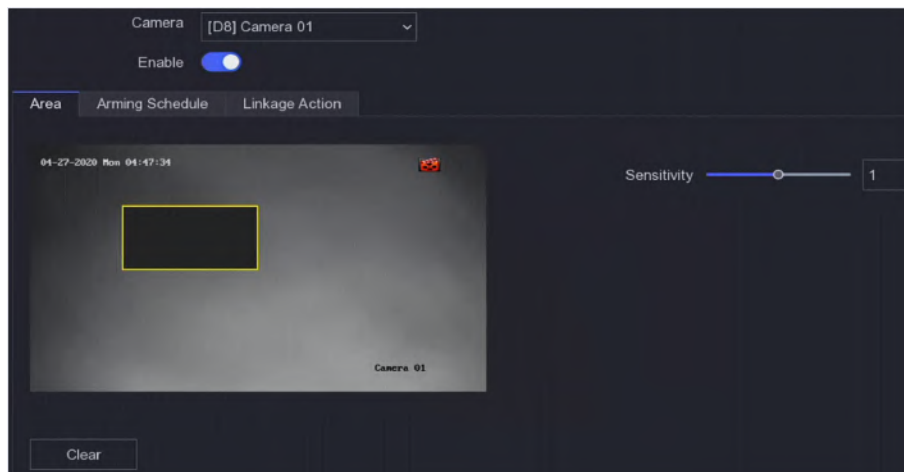 Camera [D8] Camera 01
Enable
Area Arming Schedule Linkage Action
04-27-2020 Mon 04:47:34
Sensitivity 1
Camera 01
Clear